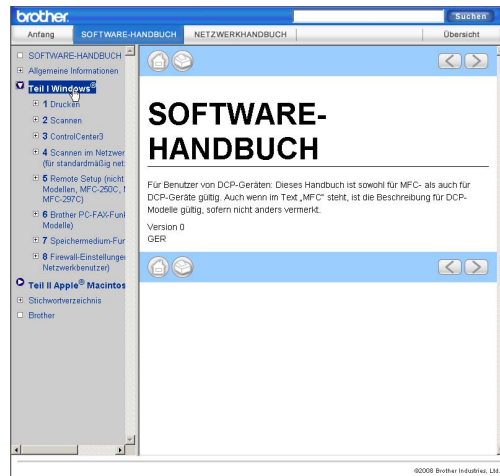 brother.
Suchen
Anfang
SOFTWARE-HANDBUCH
NETZWERKHANDBUCH
Übersicht
SOFTWARE-HANDBUCH
Allgemeine Informationen
Teil I Windows®
1 Drucken
2 Scannen
3 ControlCenter3
4 Scannen im Netzwer
(für standardmäßig net
5 Remote Setup (nicht
Modellen, MFC-250C, M
MFC-297C)
6 Brother PC-FAX-Funk
Modelle)
7 Speichermedium-Fun
8 Firewall-Einstellungen
Netzwerkbenutzer)
Teil II Apple® Macintos
Stichwortverzeichnis
Brother
SOFTWARE-
HANDBUCH
Für Benutzer von DCP-Geräten: Dieses Handbuch ist sowohl für MFC- als auch für
DCP-Geräte gültig. Auch wenn im Text „MFC“ steht, ist die Beschreibung für DCP-
Modelle gültig, sofern nicht anders vermerkt.
Version 0
GER
©2008 Brother Industries, Ltd.